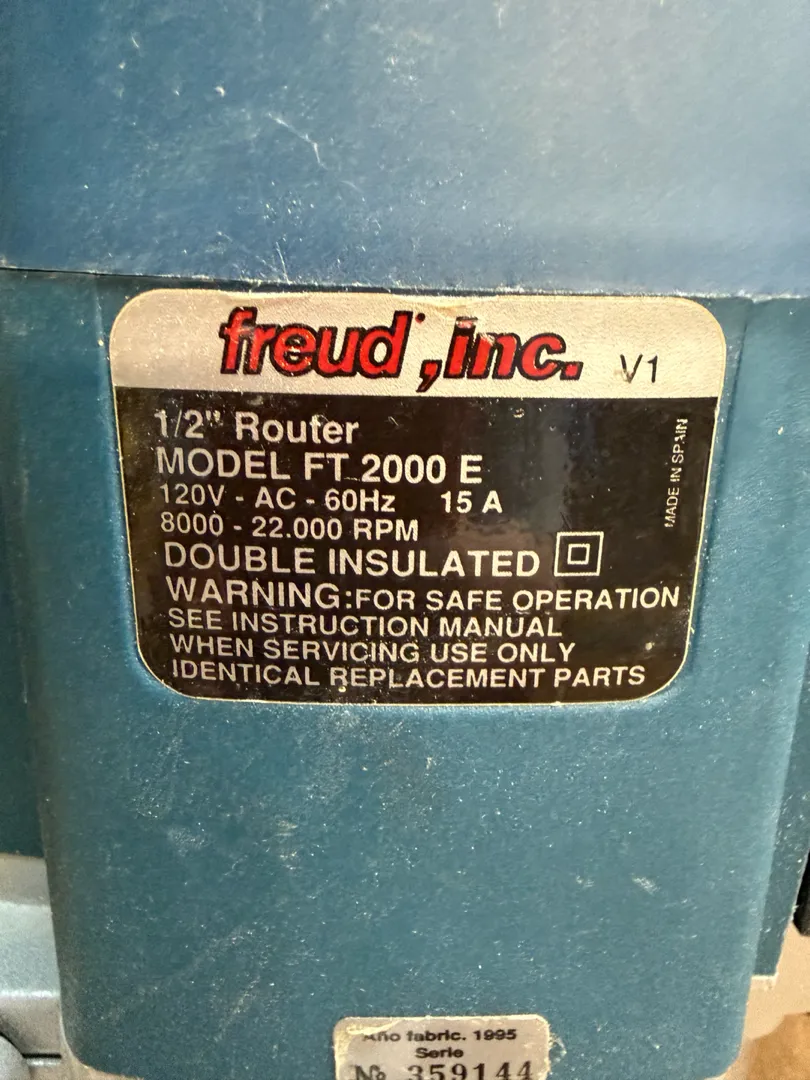 freud, inc. V1
1/2" Router
MODEL FT 2000 E
120V - AC - 60Hz 15 A
8000 - 22.000 RPM
DOUBLE INSULATED
WARNING:FOR SAFE OPERATION
SEE INSTRUCTION MANUAL
WHEN SERVICING USE ONLY
IDENTICAL REPLACEMENT PARTS
MADE IN SPAIN
Año fabric. 1995
Serie
Nº 359144